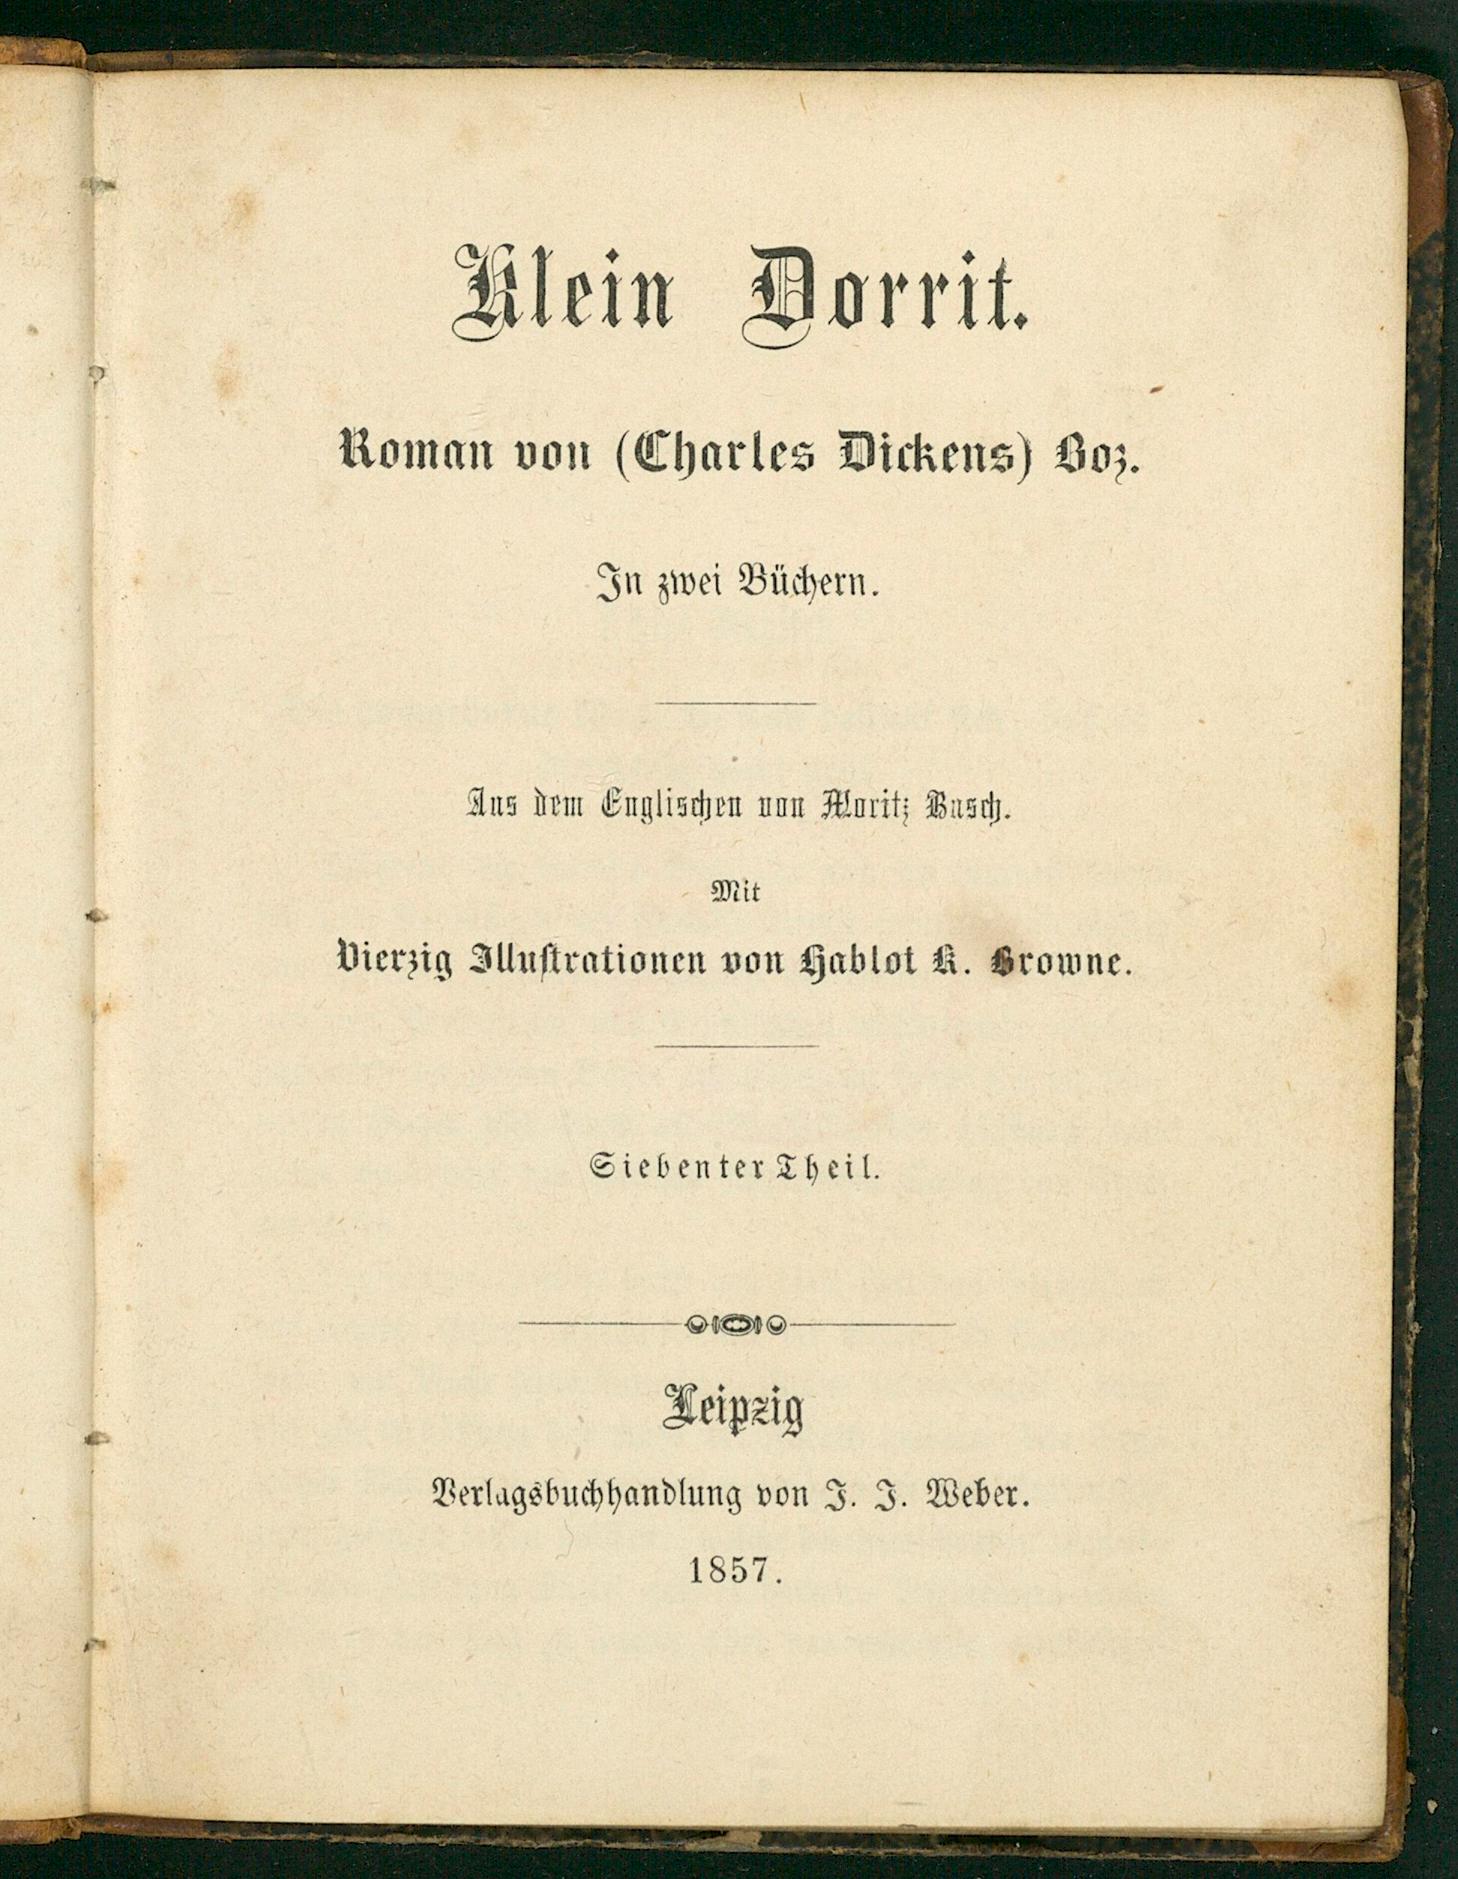 Klein Dorrit.
Roman von (Charles Dickens) Boz.
In zwei Büchern.
Aus dem Englischen von Moritz Busch.
Mit
Vierzig Illuſtrationen von Hablot K. Browne.
Siebenter Theil.
Leipzig
Verlagsbuchhandlung von J. J. Weber.
1857.